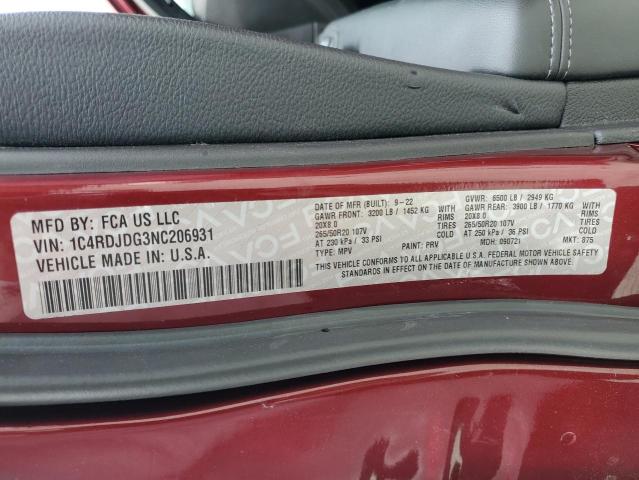 MFD BY: FCA US LLC
VIN: 1C4RDJDG3NC206931
VEHICLE MADE IN: U.S.A.
DATE OF MFR (BUILT): 9-22 GVWR: 6500 LB / 2949 KG
GAWR FRONT: 3200 LB / 1452 KG WITH GAWR REAR: 3900 LB / 1770 KG WITH
20X8.0 RIMS 20X8.0 RIMS
265/50R20 107V TIRES 265/50R20 107V TIRES
AT 230 kPa / 33 PSI COLD AT 250 kPa / 36 PSI COLD
TYPE: MPV PAINT: PRV MDH: 090721 MKT: 875
THIS VEHICLE CONFORMS TO ALL APPLICABLE U.S.A. FEDERAL MOTOR VEHICLE
SAFETY STANDARDS IN EFFECT ON THE DATE OF MANUFACTURE SHOWN ABOVE.